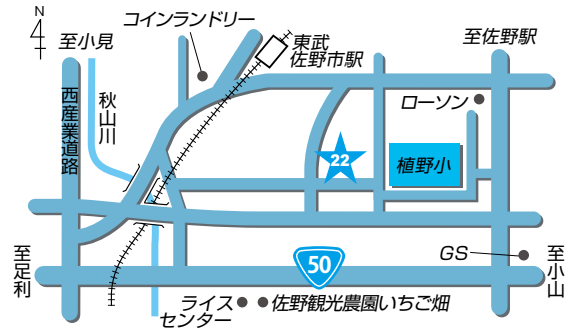 N
コインランドリー
至小見
東武
佐野市駅
至佐野駅
西産業道路
秋山川
ローソン
22
植野小
至足利
50
GS
至小山
ライス
センター
佐野観光農園いちご畑